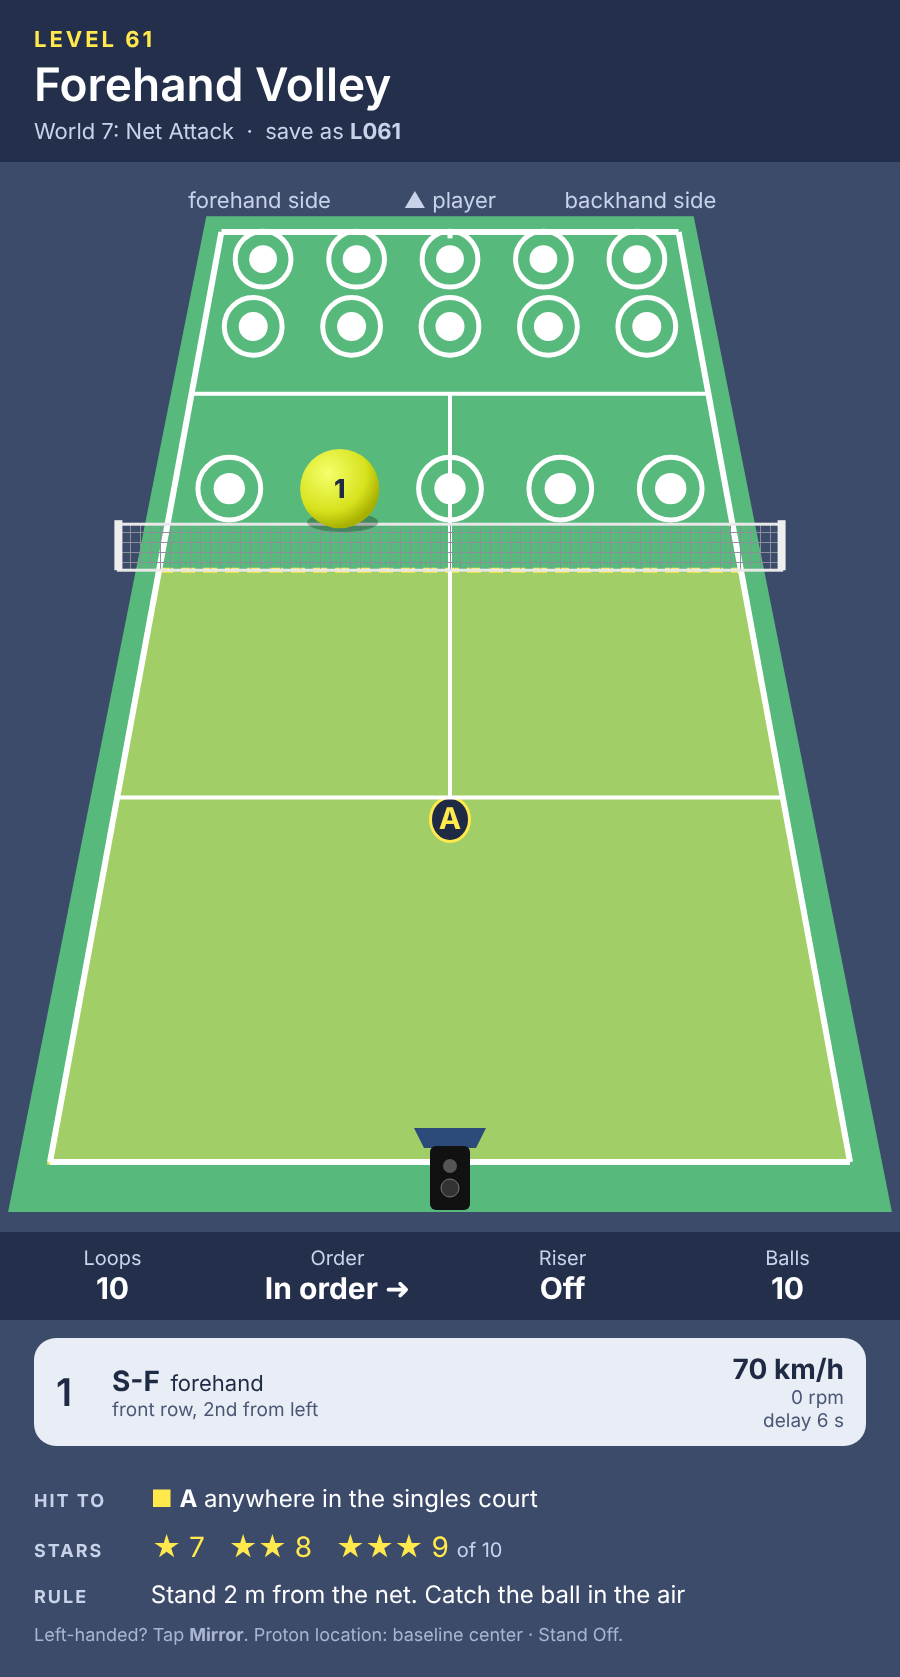 LEVEL 61
Forehand Volley
World 7: Net Attack · save as L061
forehand side ▲ player backhand side
1
A
Loops Order Riser Balls
10 In order ➜ Off 10
1 S-F forehand 70 km/h
front row, 2nd from left 0 rpm
delay 6 s
HIT TO ■ A anywhere in the singles court
STARS ★ 7 ★★ 8 ★★★ 9 of 10
RULE Stand 2 m from the net. Catch the ball in the air
Left-handed? Tap Mirror. Proton location: baseline center · Stand Off.